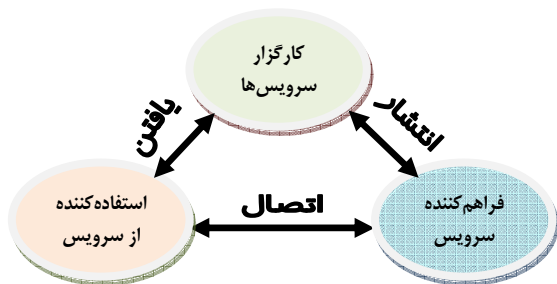 کارگزار
سرویس‌ها
یافتن
انتشار
استفاده‌کننده
از سرویس
اتصال
فراهم‌کننده
سرویس